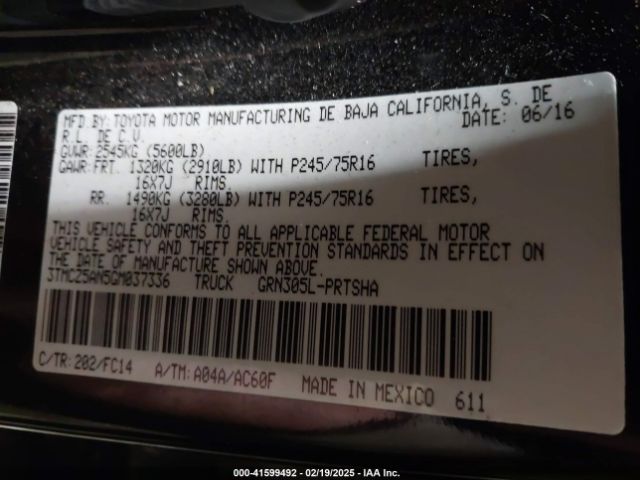 MFD BY: TOYOTA MOTOR MANUFACTURING DE BAJA CALIFORNIA, S. DE
R.L. DE C.V. DATE: 06/16
GVWR: 2545KG (5600LB)
GAWR: FRT. 1320KG (2910LB) WITH P245/75R16 TIRES,
16X7J RIMS.
RR. 1490KG (3280LB) WITH P245/75R16 TIRES,
16X7J RIMS.
THIS VEHICLE CONFORMS TO ALL APPLICABLE FEDERAL MOTOR
VEHICLE SAFETY AND THEFT PREVENTION STANDARDS IN EFFECT ON
THE DATE OF MANUFACTURE SHOWN ABOVE.
3TMCZ5AN5GM037336 TRUCK GRN305L-PRTSHA
C/TR: 202/FC14 A/TM: A04A/AC60F MADE IN MEXICO 611
000-41599492 - 02/19/2025 - IAA Inc.